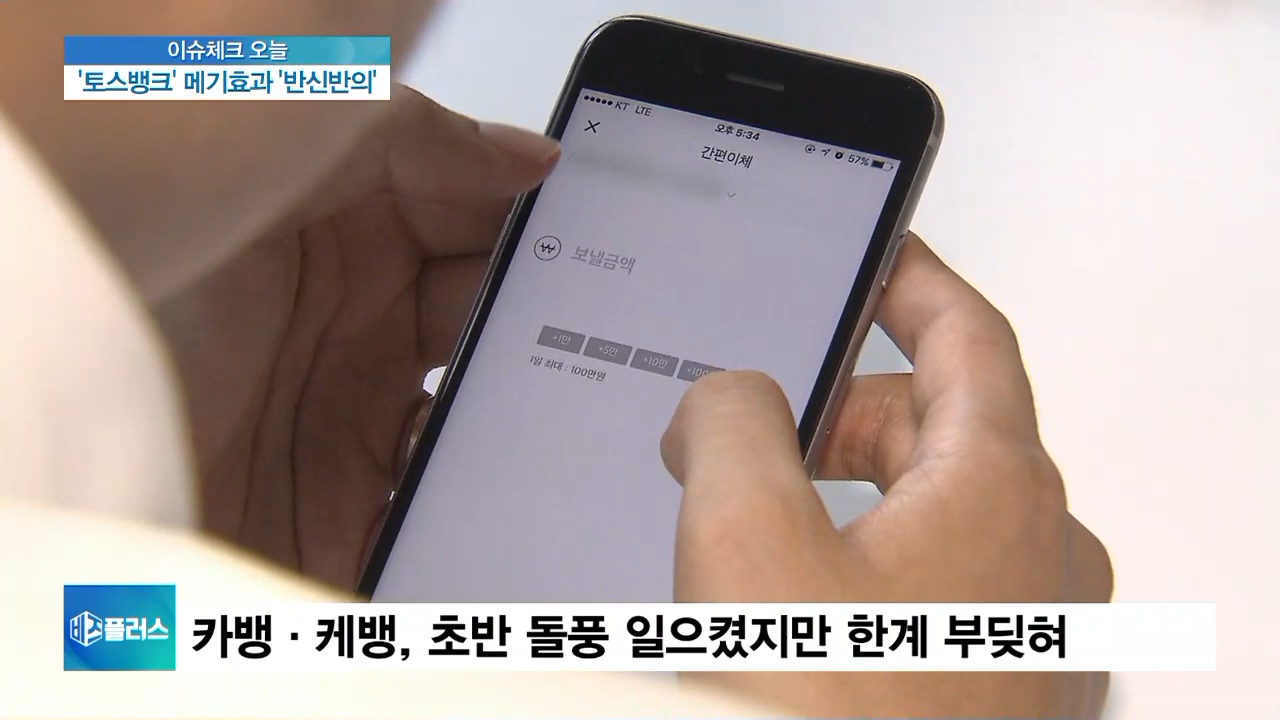 이슈체크 오늘
'토스뱅크' 메기효과 '반신반의'
KT LTE
오후 5:34
57%
간편이체
보낼금액
+1만 +5만 +10만
1일 최대 : 100만원
비즈플러스
카뱅 · 케뱅, 초반 돌풍 일으켰지만 한계 부딪혀